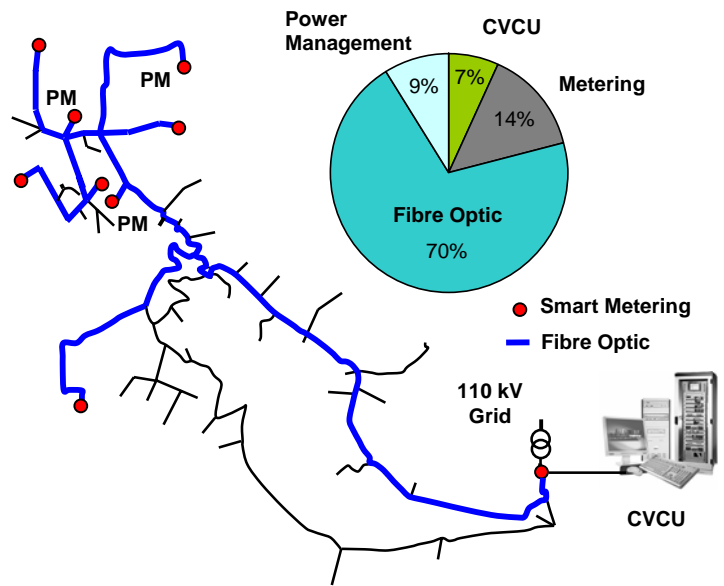 Power
Management
CVCU
9%
7%
Metering
14%
PM
PM
PM
Fibre Optic
70%
Smart Metering
Fibre Optic
110 kV
Grid
CVCU